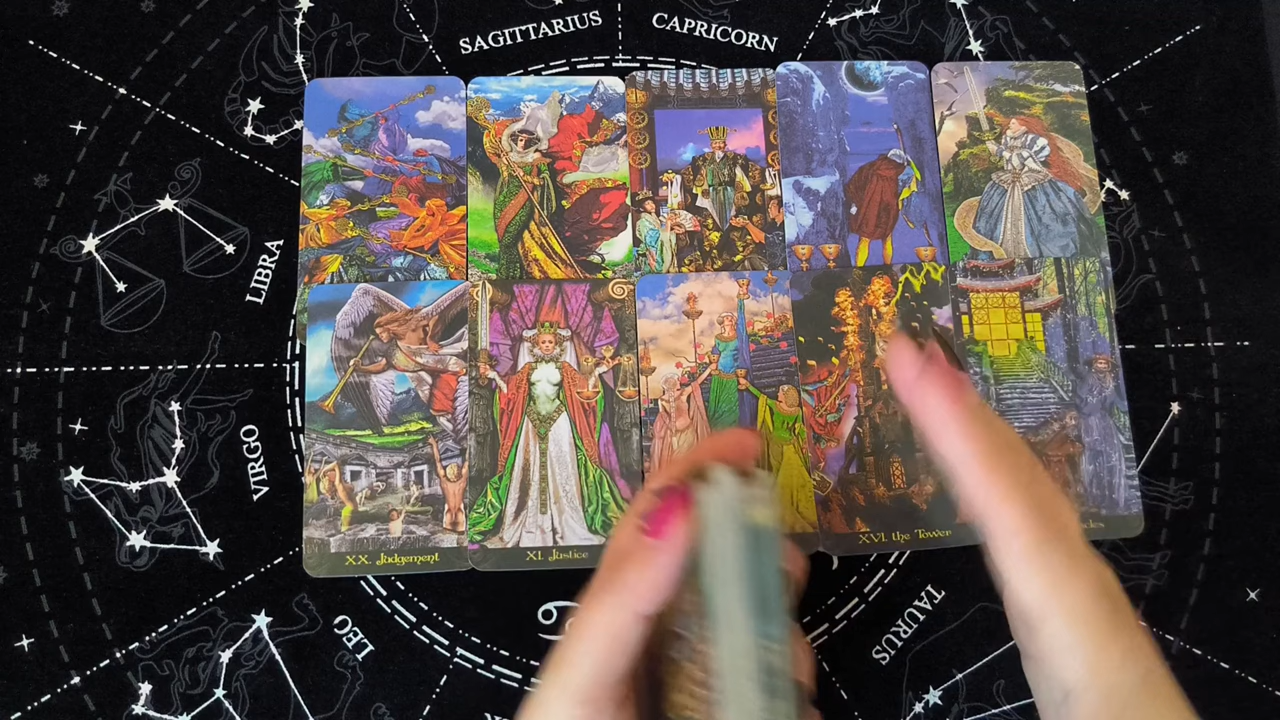 SAGITTARIUS
CAPRICORN
LIBRA
VIRGO
XX. Judgement
XI. Justice
XVI. the Tower
LEO
TAURUS